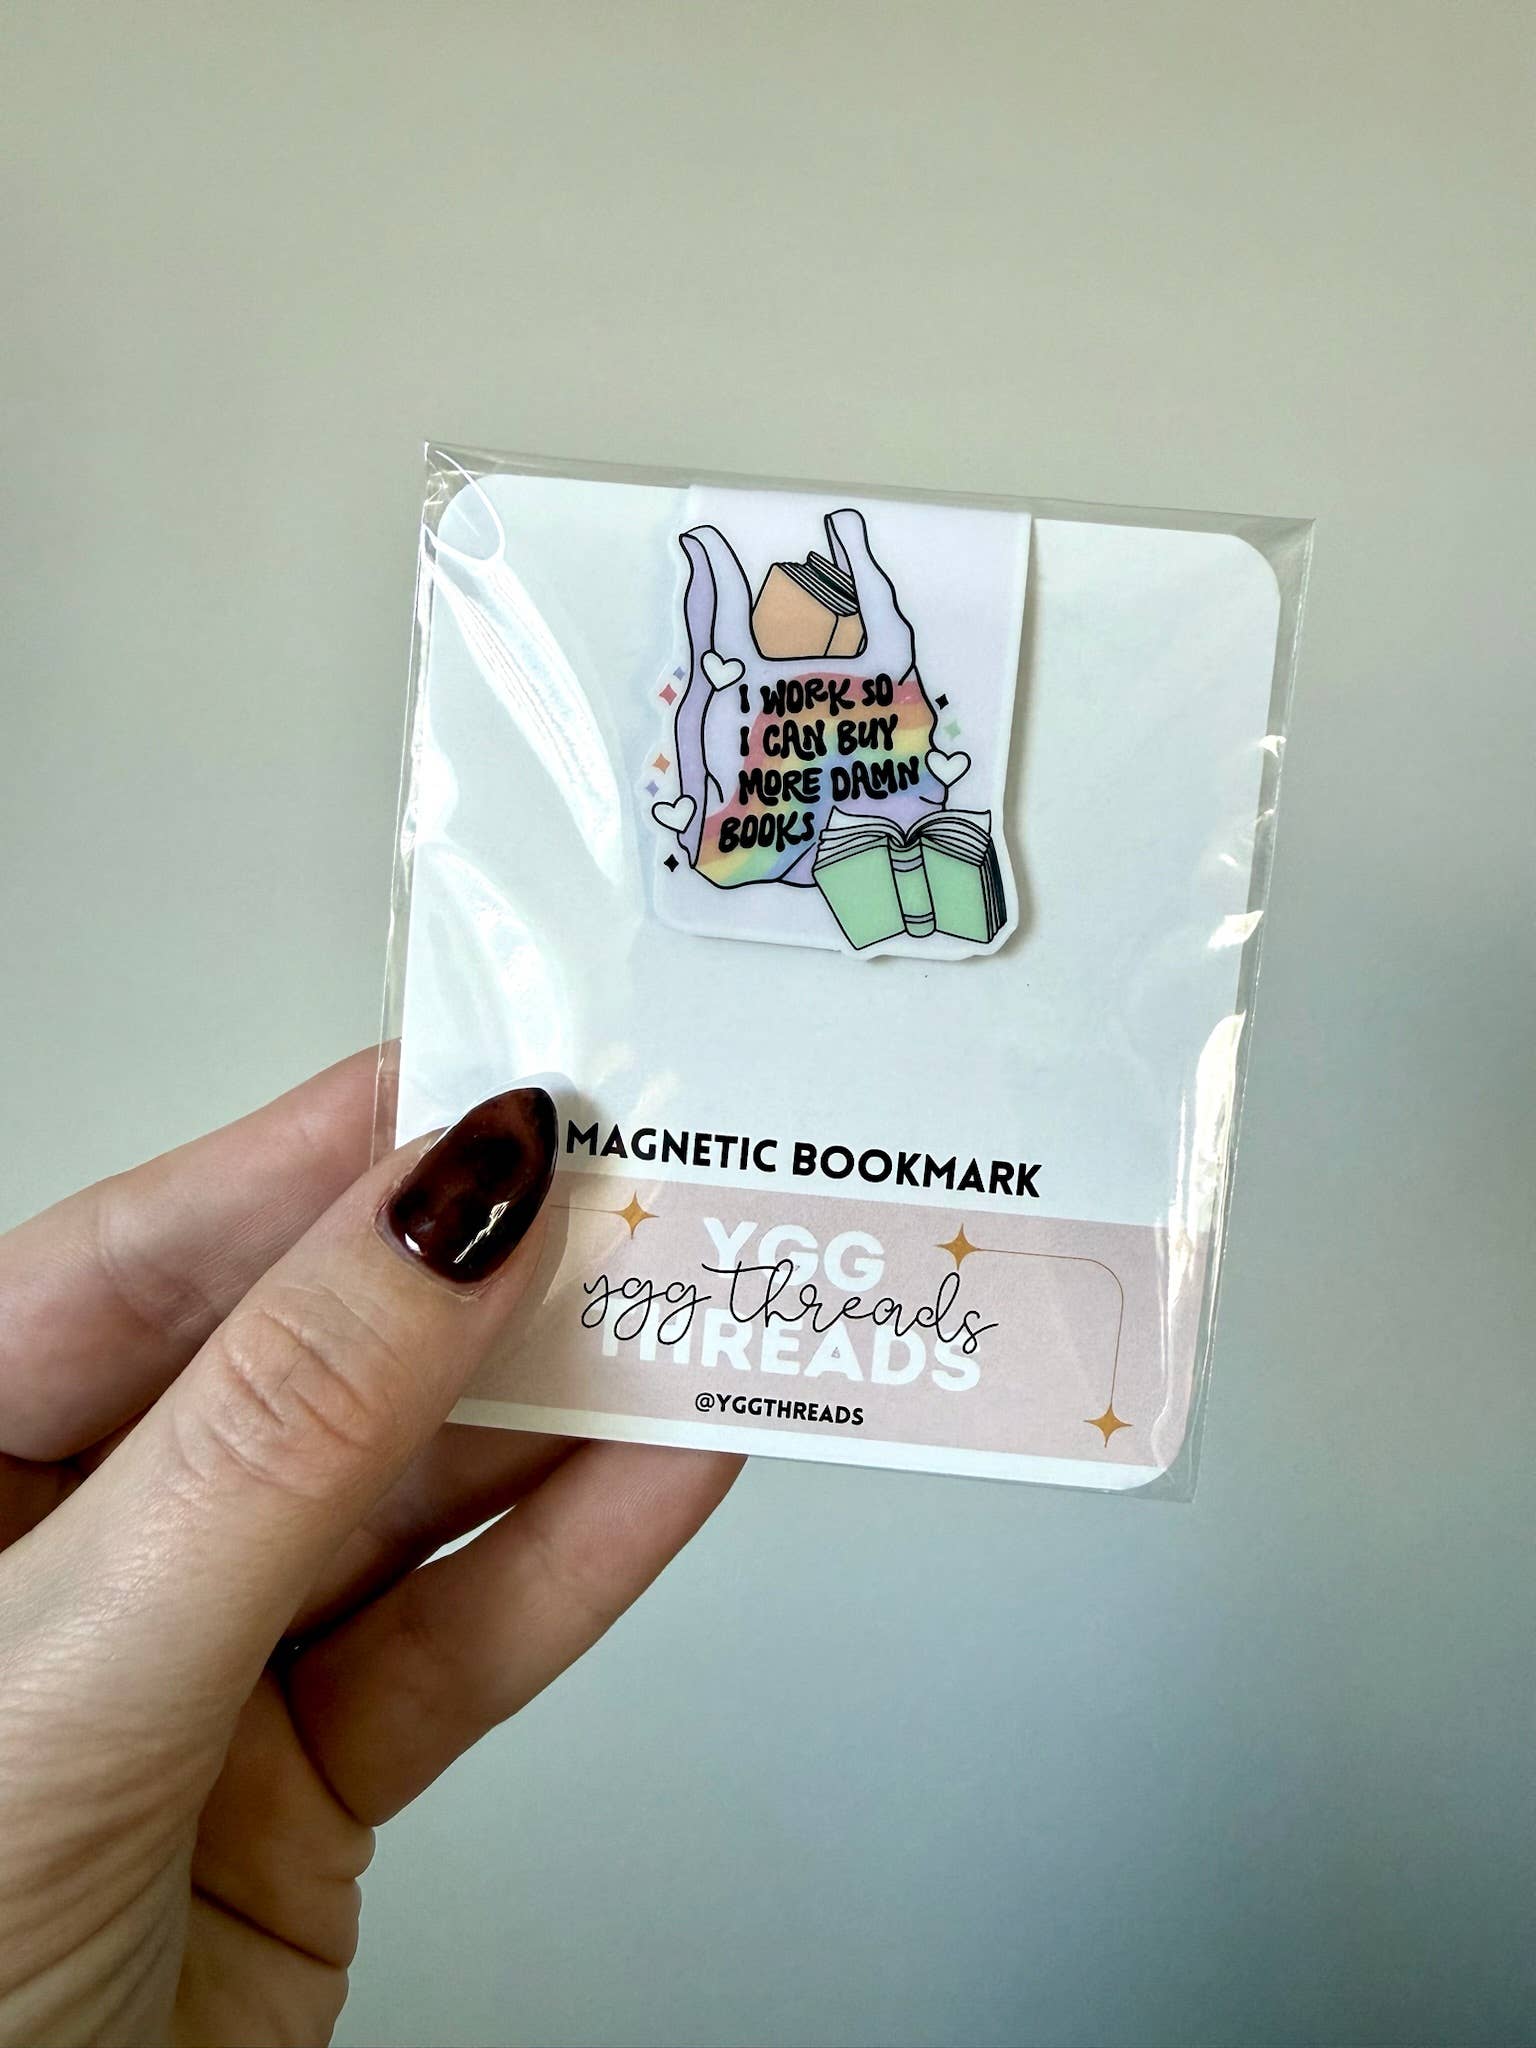 I WORK SO
I CAN BUY
MORE DAMN
BOOKS
MAGNETIC BOOKMARK
YGG
ygg threads
THREADS
@YGGTHREADS